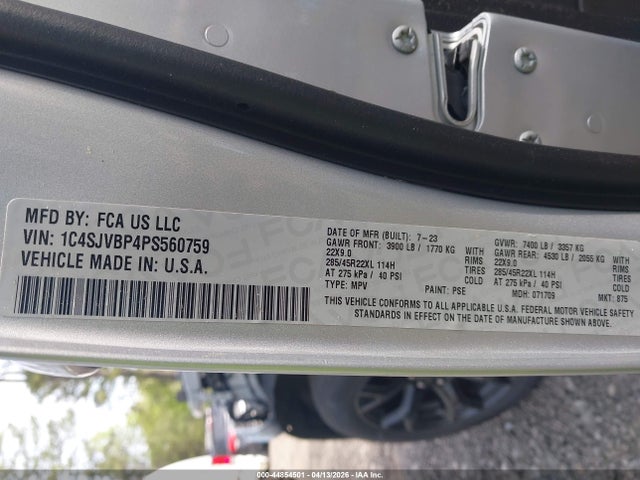 MFD BY: FCA US LLC
VIN: 1C4SJVBP4PS560759
VEHICLE MADE IN U.S.A.
DATE OF MFR (BUILT): 7-23
GAWR FRONT: 3900 LB / 1770 KG
22X9.0 RIMS
285/45R22XL 114H TIRES
AT 275 kPa / 40 PSI COLD
TYPE: MPV PAINT: PSE
GVWR: 7400 LB / 3357 KG
GAWR REAR: 4530 LB / 2055 KG
22X9.0 RIMS
285/45R22XL 114H TIRES
AT 275 kPa / 40 PSI COLD
MDH: 071709 MKT: 875
THIS VEHICLE CONFORMS TO ALL APPLICABLE U.S.A. FEDERAL MOTOR VEHICLE SAFETY
STANDARDS IN EFFECT ON THE DATE OF MANUFACTURE SHOWN ABOVE.
000-44854501 - 04/13/2026 - IAA Inc.